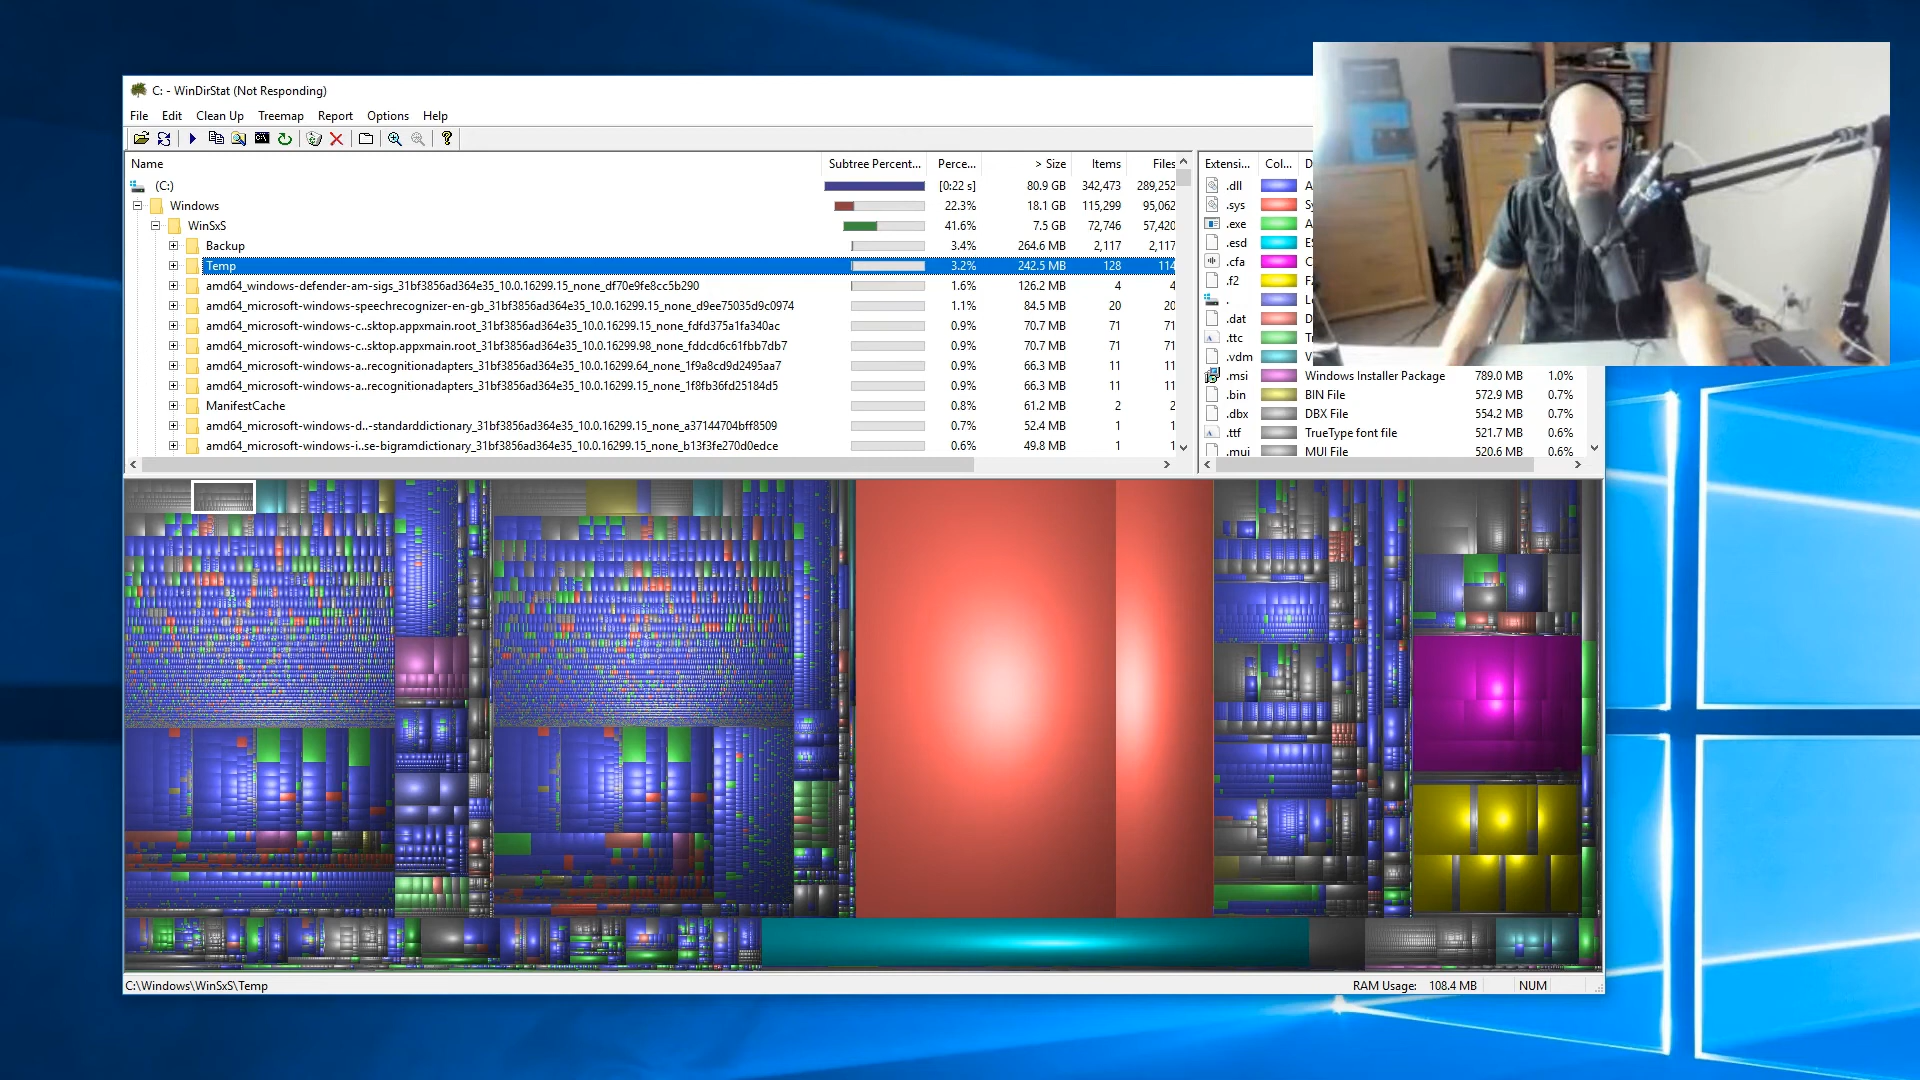 C: - WinDirStat (Not Responding)
File Edit Clean Up Treemap Report Options Help
Name Subtree Percent... Perce... > Size Items Files
(C:) [0:22 s] 80.9 GB 342,473 289,252
Windows 22.3% 18.1 GB 115,299 95,062
WinSxS 41.6% 7.5 GB 72,746 57,420
Backup 3.4% 264.6 MB 2,117 2,117
Temp 3.2% 242.5 MB 128 114
amd64_windows-defender-am-sigs_31bf3856ad364e35_10.0.16299.15_none_df70e9fe8cc5b290 1.6% 126.2 MB 4 4
amd64_microsoft-windows-speechrecognizer-en-gb_31bf3856ad364e35_10.0.16299.15_none_d9ee75035d9c0974 1.1% 84.5 MB 20 20
amd64_microsoft-windows-c..sktop.appxmain.root_31bf3856ad364e35_10.0.16299.15_none_fdfd375a1fa340ac 0.9% 70.7 MB 71 71
amd64_microsoft-windows-c..sktop.appxmain.root_31bf3856ad364e35_10.0.16299.98_none_fddcd6c61fbb7db7 0.9% 70.7 MB 71 71
amd64_microsoft-windows-a..recognitionadapters_31bf3856ad364e35_10.0.16299.64_none_1f9a8cd9d2495aa7 0.9% 66.3 MB 11 11
amd64_microsoft-windows-a..recognitionadapters_31bf3856ad364e35_10.0.16299.15_none_1f8fb36fd25184d5 0.9% 66.3 MB 11 11
ManifestCache 0.8% 61.2 MB 2 2
amd64_microsoft-windows-d..-standarddictionary_31bf3856ad364e35_10.0.16299.15_none_a37144704bff8509 0.7% 52.4 MB 1 1
amd64_microsoft-windows-i..se-bigramdictionary_31bf3856ad364e35_10.0.16299.15_none_b13f3fe270d0edce 0.6% 49.8 MB 1 1
Extensi... Col... D
.dll A
.sys S
.exe A
.esd E
.cfa C
.f2 F
. L
.dat D
.ttc T
.vdm V
.msi Windows Installer Package 789.0 MB 1.0%
.bin BIN File 572.9 MB 0.7%
.dbx DBX File 554.2 MB 0.7%
.ttf TrueType font file 521.7 MB 0.6%
.mui MUI File 520.6 MB 0.6%
C:\Windows\WinSxS\Temp RAM Usage: 108.4 MB NUM